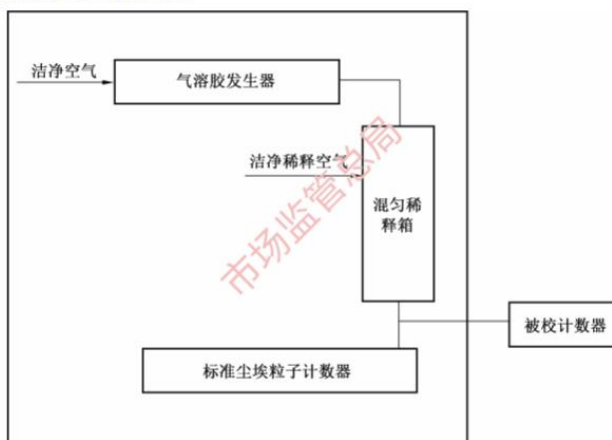 洁净空气
气溶胶发生器
洁净稀释空气
混匀稀
释箱
被校计数器
标准尘埃粒子计数器
市场监管总局